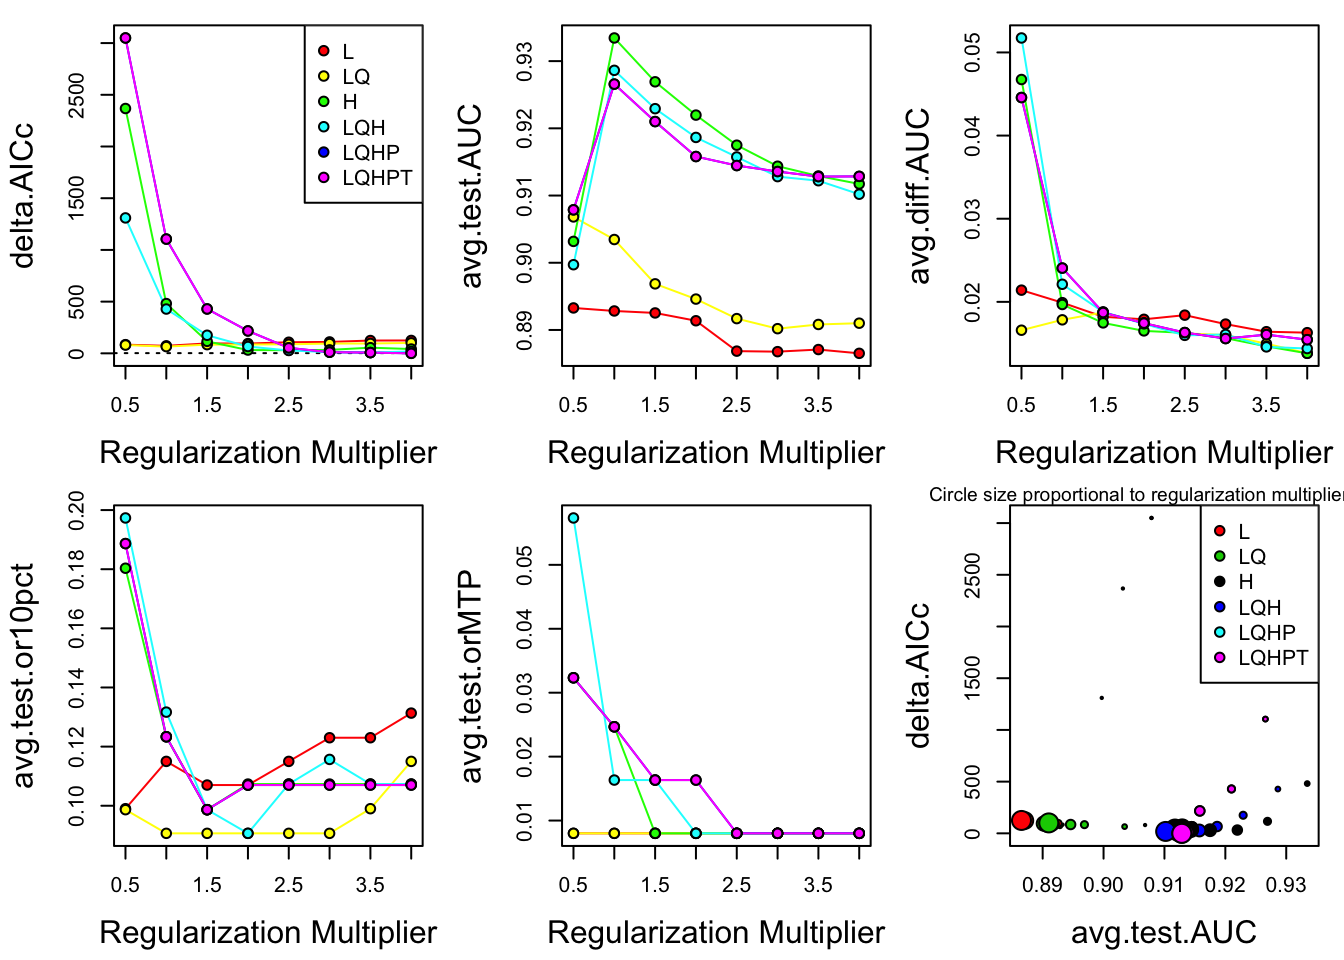 delta.AICc
0 500 1500 2500
0.5 1.5 2.5 3.5
Regularization Multiplier
L
LQ
H
LQH
LQHP
LQHPT
avg.test.AUC
0.89 0.90 0.91 0.92 0.93
0.5 1.5 2.5 3.5
Regularization Multiplier
avg.diff.AUC
0.02 0.03 0.04 0.05
0.5 1.5 2.5 3.5
Regularization Multiplier
avg.test.or10pct
0.10 0.12 0.14 0.16 0.18 0.20
0.5 1.5 2.5 3.5
Regularization Multiplier
avg.test.orMTP
0.01 0.02 0.03 0.04 0.05
0.5 1.5 2.5 3.5
Regularization Multiplier
Circle size proportional to regularization multiplier
delta.AICc
0 500 1500 2500
L
LQ
H
LQH
LQHP
LQHPT
0.89 0.90 0.91 0.92 0.93
avg.test.AUC